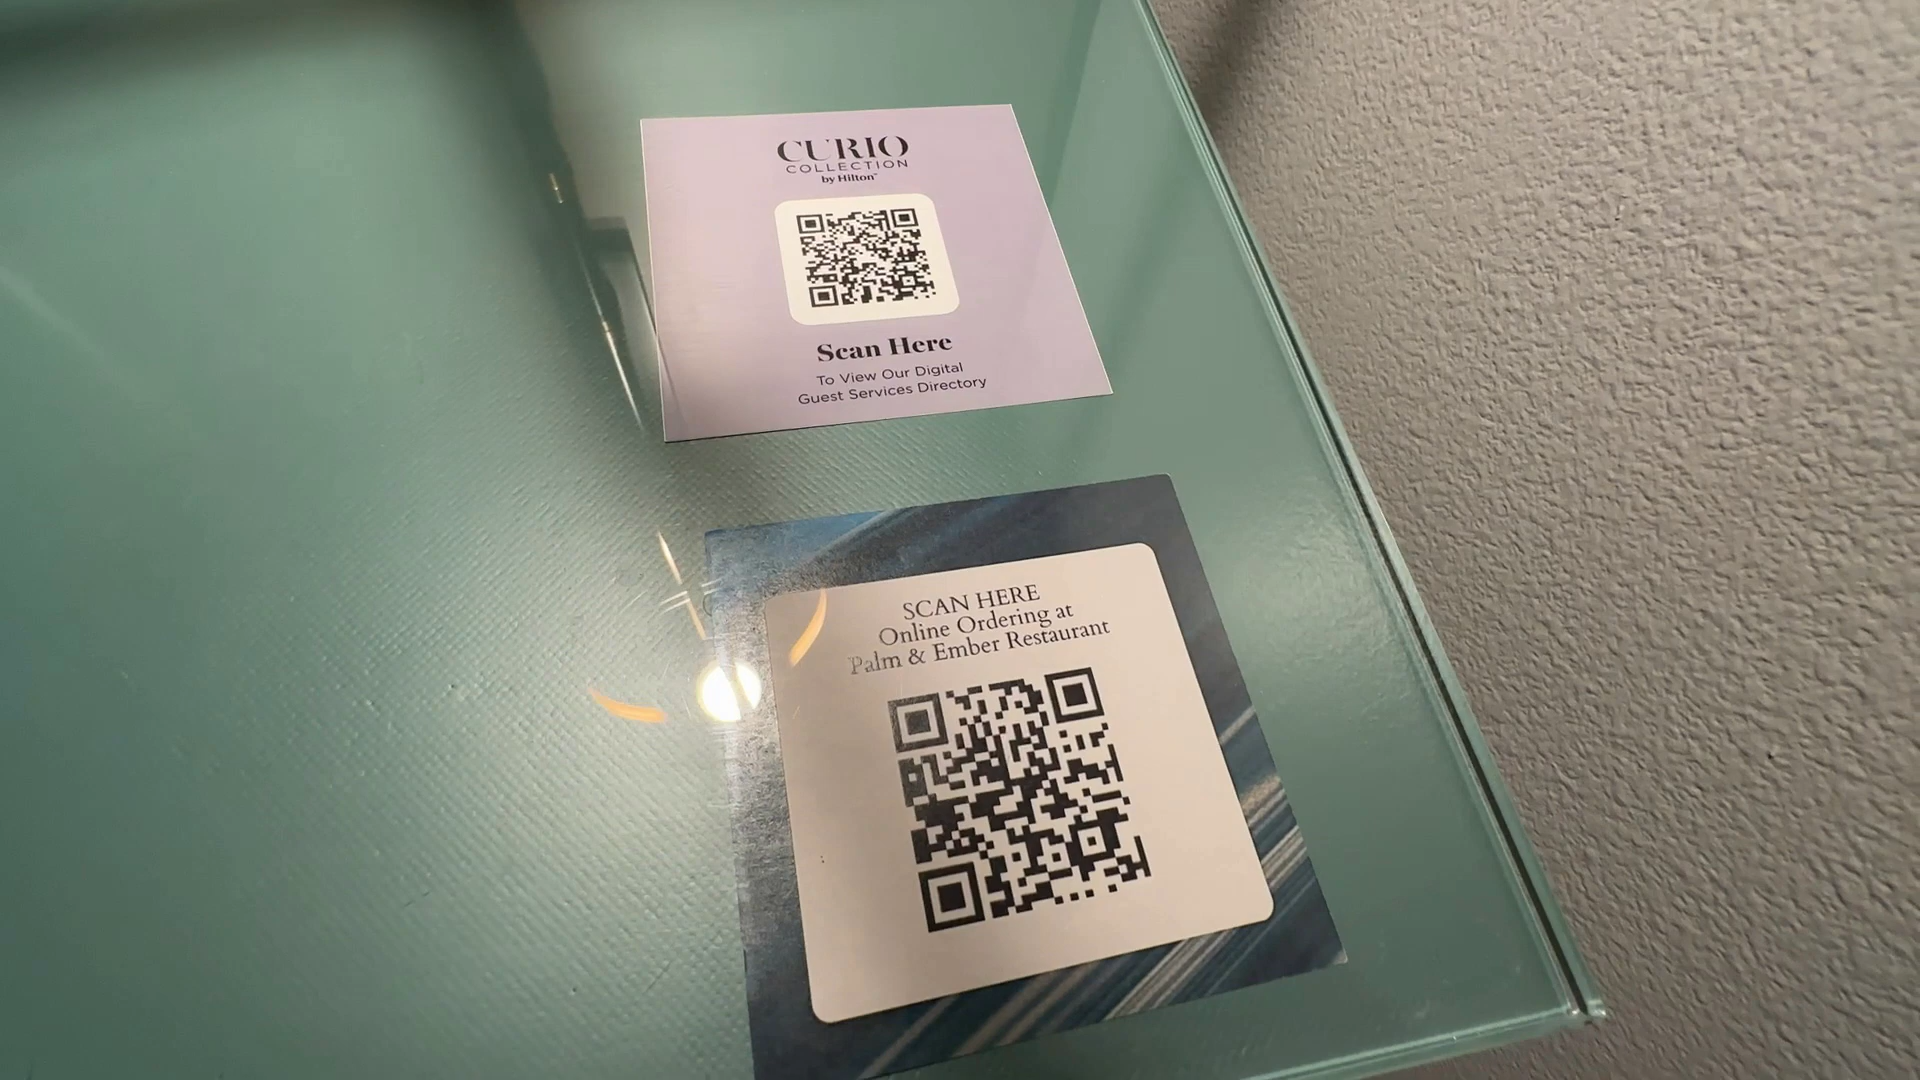 CURIO
COLLECTION
by Hilton™
Scan Here
To View Our Digital
Guest Services Directory
SCAN HERE
Online Ordering at
Palm & Ember Restaurant